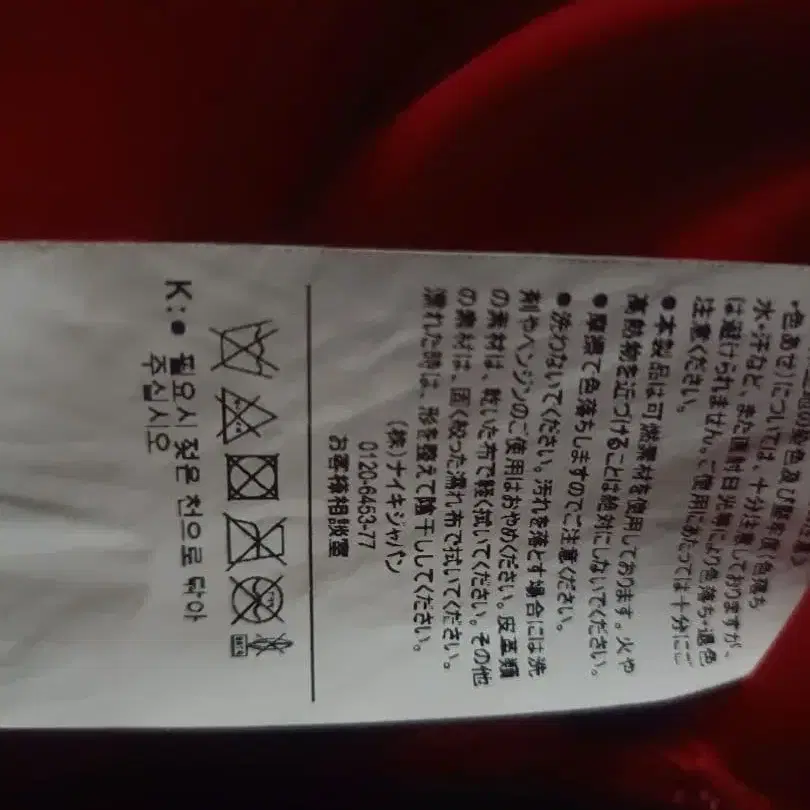 ・色あせ)については、十分注意しておりますが、
水・汗など、また直射日光等により色落ち・退色
は避けられません。ご使用にあたっては十分にご
注意ください。
●本製品は可燃素材を使用しております。火や
高熱物を近づけることは絶対にしないでください。
●摩擦で色落ちしますのでご注意ください。
●洗わないでください。汚れを落とす場合には洗
剤やベンジンのご使用はおやめください。皮革類
の素材は、乾いた布で軽く拭いてください。その他
の素材は、固く絞った濡れ布で拭いてください。
濡れた時は、形を整えて陰干ししてください。
(株)ナイキジャパン
0120-6453-77
お客様相談室
K:● 필요시 젖은 천으로 닦아
주십시오